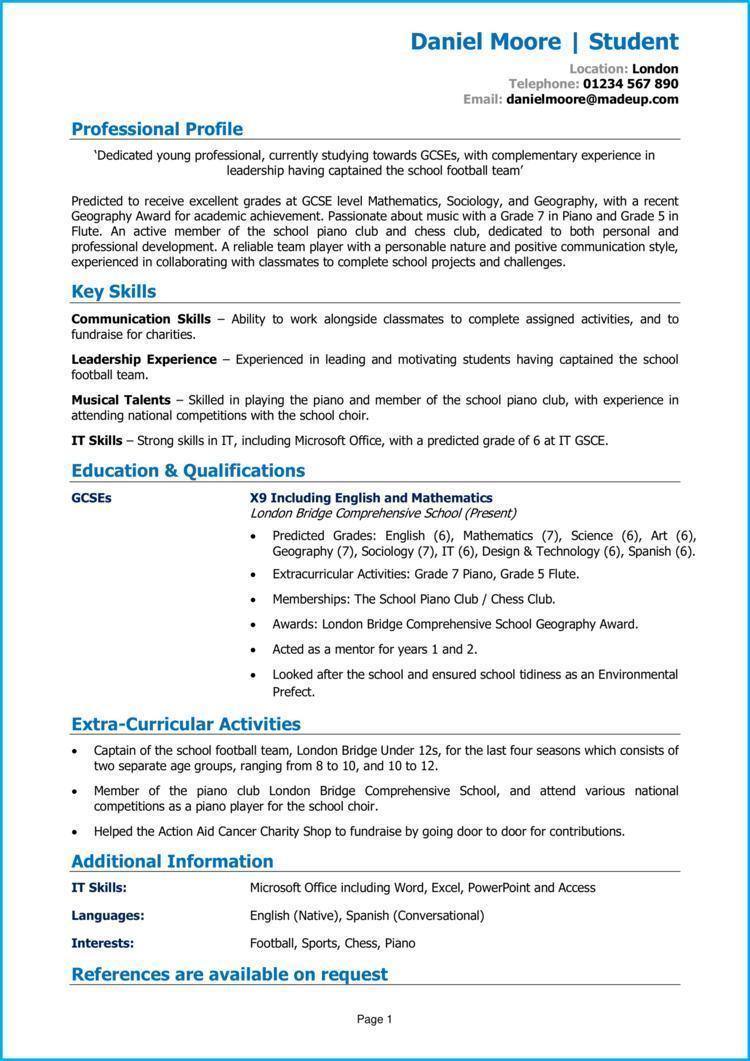 Daniel Moore | Student
Location: London
Telephone: 01234 567 890
Email: danielmoore@madeup.com
Professional Profile
‘Dedicated young professional, currently studying towards GCSEs, with complementary experience in
leadership having captained the school football team’
Predicted to receive excellent grades at GCSE level Mathematics, Sociology, and Geography, with a recent
Geography Award for academic achievement. Passionate about music with a Grade 7 in Piano and Grade 5 in
Flute. An active member of the school piano club and chess club, dedicated to both personal and
professional development. A reliable team player with a personable nature and positive communication style,
experienced in collaborating with classmates to complete school projects and challenges.
Key Skills
Communication Skills – Ability to work alongside classmates to complete assigned activities, and to
fundraise for charities.
Leadership Experience – Experienced in leading and motivating students having captained the school
football team.
Musical Talents – Skilled in playing the piano and member of the school piano club, with experience in
attending national competitions with the school choir.
IT Skills – Strong skills in IT, including Microsoft Office, with a predicted grade of 6 at IT GSCE.
Education & Qualifications
GCSEs X9 Including English and Mathematics
London Bridge Comprehensive School (Present)
• Predicted Grades: English (6), Mathematics (7), Science (6), Art (6),
Geography (7), Sociology (7), IT (6), Design & Technology (6), Spanish (6).
• Extracurricular Activities: Grade 7 Piano, Grade 5 Flute.
• Memberships: The School Piano Club / Chess Club.
• Awards: London Bridge Comprehensive School Geography Award.
• Acted as a mentor for years 1 and 2.
• Looked after the school and ensured school tidiness as an Environmental
Prefect.
Extra-Curricular Activities
• Captain of the school football team, London Bridge Under 12s, for the last four seasons which consists of
two separate age groups, ranging from 8 to 10, and 10 to 12.
• Member of the piano club London Bridge Comprehensive School, and attend various national
competitions as a piano player for the school choir.
• Helped the Action Aid Cancer Charity Shop to fundraise by going door to door for contributions.
Additional Information
IT Skills: Microsoft Office including Word, Excel, PowerPoint and Access
Languages: English (Native), Spanish (Conversational)
Interests: Football, Sports, Chess, Piano
References are available on request
Page 1